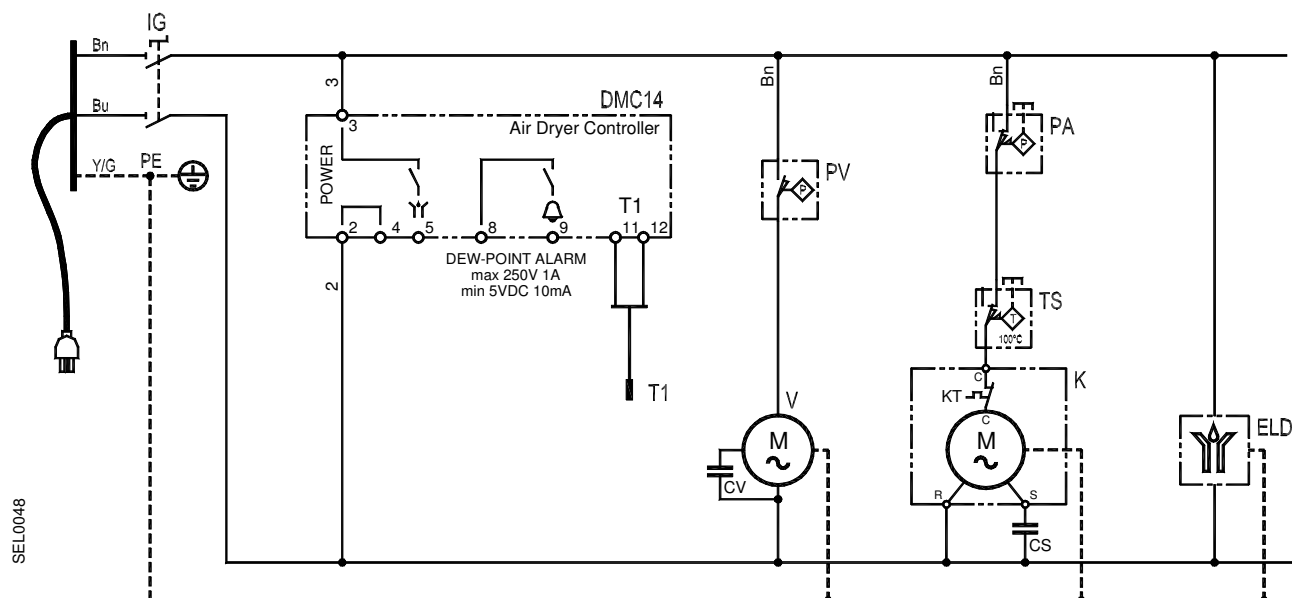 IG
Bn
Bu
Y/G
PE
3
DMC14
3
Air Dryer Controller
POWER
T1
2
4
5
8
9
11
12
DEW-POINT ALARM
max 250V 1A
min 5VDC 10mA
2
T1
Bn
PV
P
V
M
CV
Bn
PA
P
TS
T
100°C
C
K
KT
C
M
R
S
CS
ELD
SEL0048